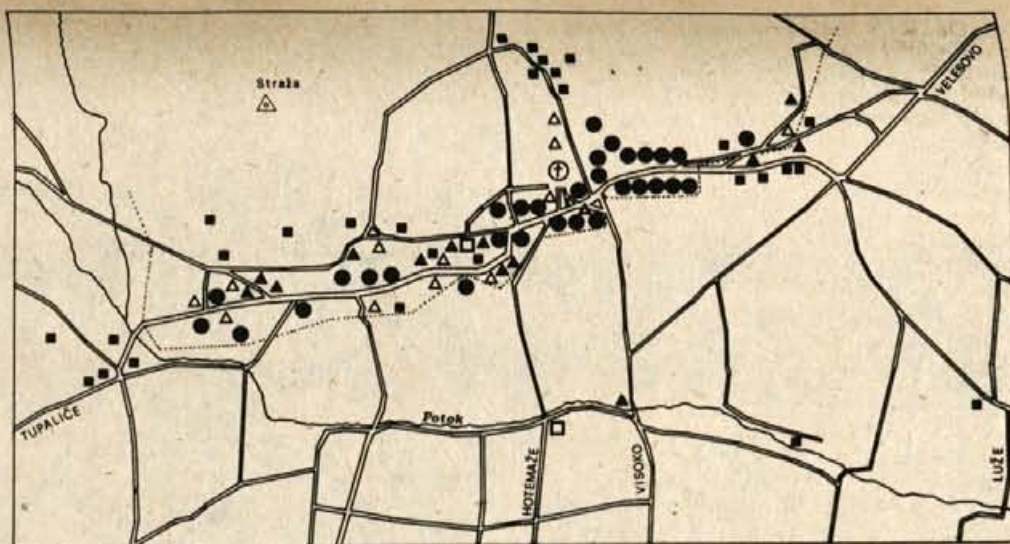 Straža
VELESOVO
TUPALIČE
Potok
HOTEMAŽE
VISOKO
LUŽE